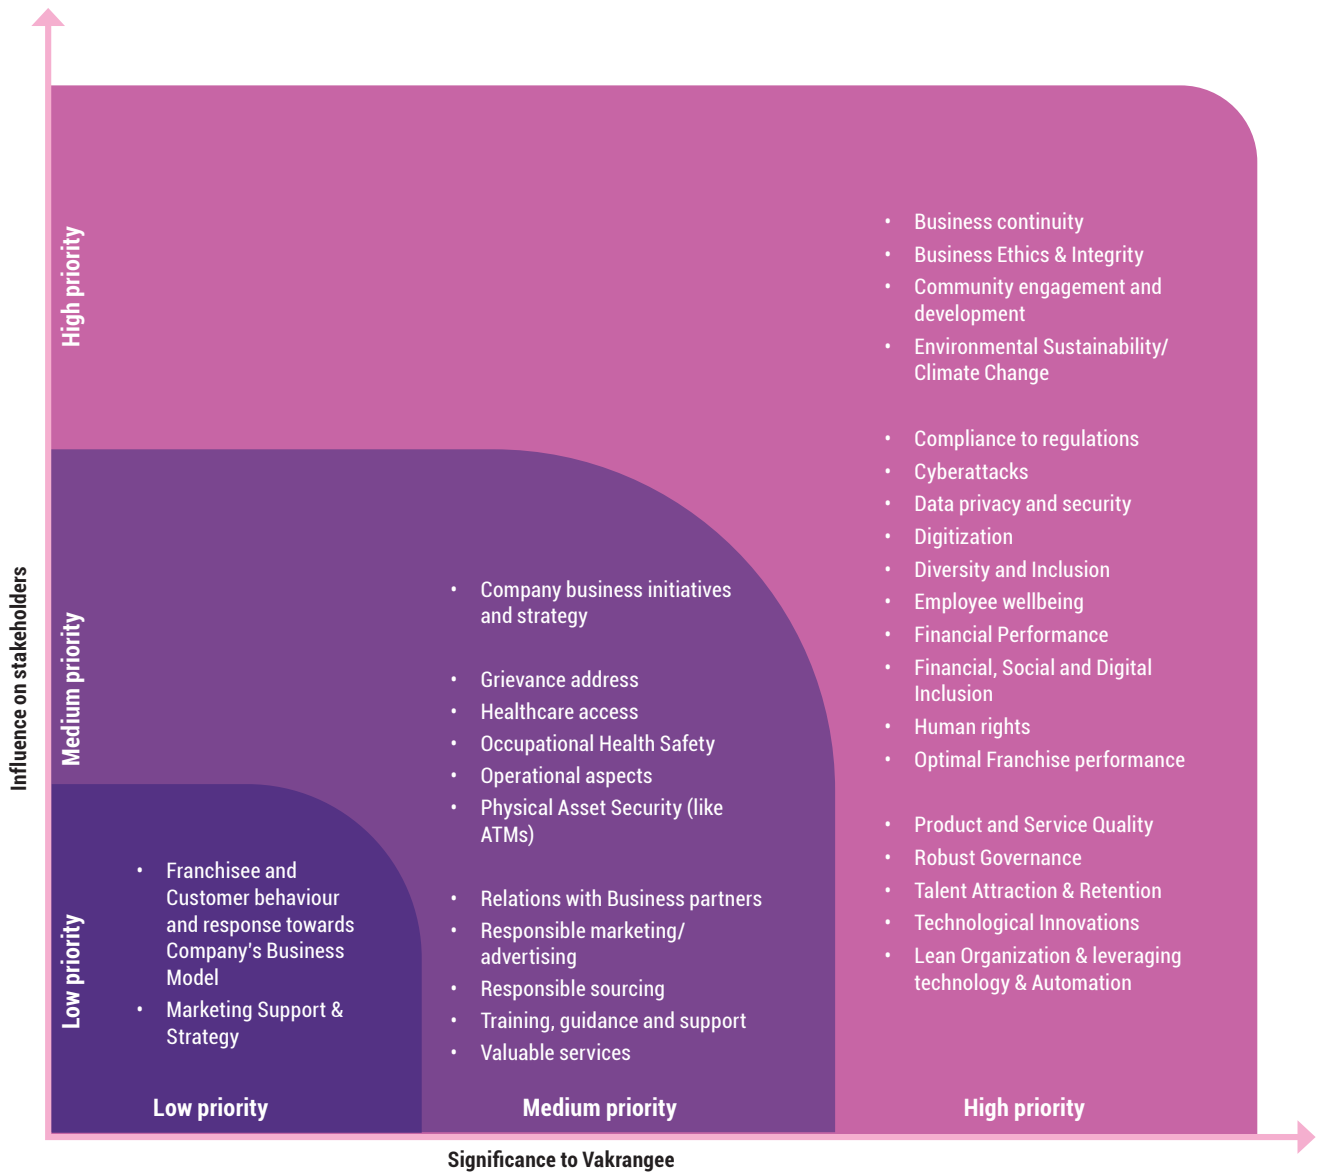 High priority
• Business continuity
• Business Ethics & Integrity
• Community engagement and
development
• Environmental Sustainability/
Climate Change
• Compliance to regulations
• Cyberattacks
• Data privacy and security
• Digitization
• Diversity and Inclusion
• Employee wellbeing
• Financial Performance
• Financial, Social and Digital
Inclusion
• Human rights
• Optimal Franchise performance
• Product and Service Quality
• Robust Governance
• Talent Attraction & Retention
• Technological Innovations
• Lean Organization & leveraging
technology & Automation
Influence on stakeholders
Medium priority
• Company business initiatives
and strategy
• Grievance address
• Healthcare access
• Occupational Health Safety
• Operational aspects
• Physical Asset Security (like
ATMs)
• Relations with Business partners
• Responsible marketing/
advertising
• Responsible sourcing
• Training, guidance and support
• Valuable services
Low priority
• Franchisee and
Customer behaviour
and response towards
Company's Business
Model
• Marketing Support &
Strategy
Low priority
Medium priority
High priority
Significance to Vakrangee